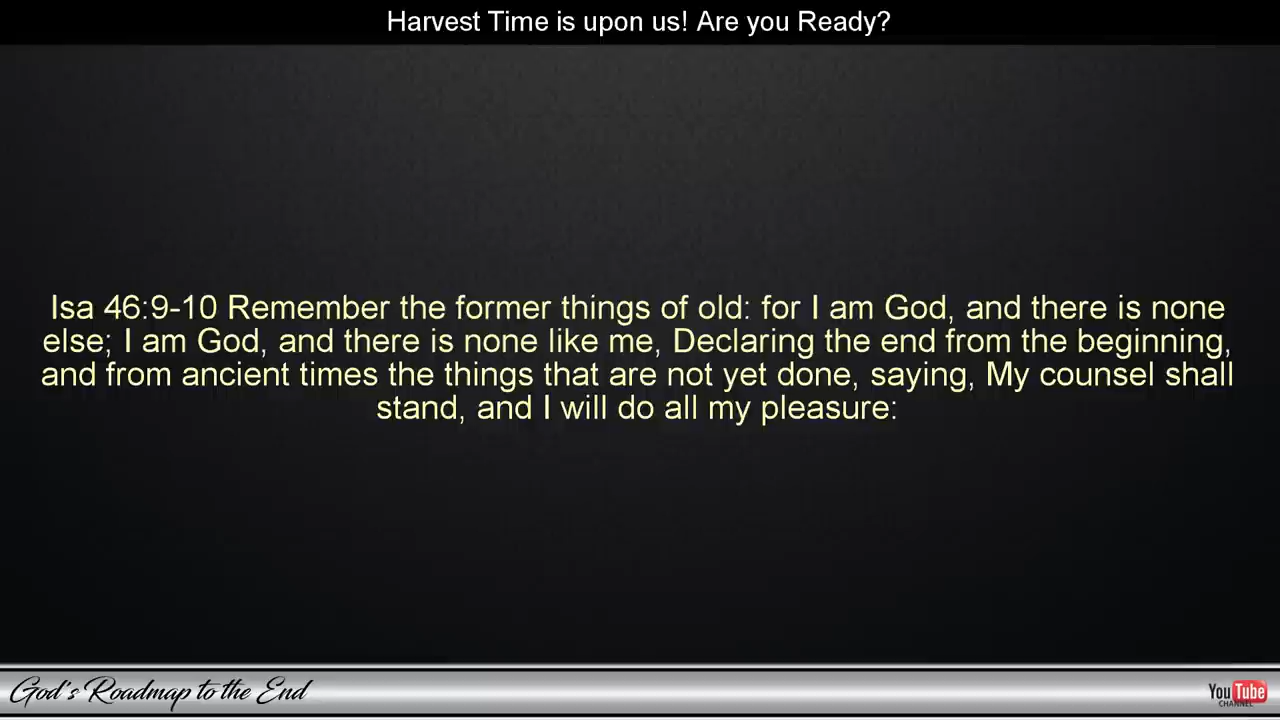 Harvest Time is upon us! Are you Ready?
Isa 46:9-10 Remember the former things of old: for I am God, and there is none
else; I am God, and there is none like me, Declaring the end from the beginning,
and from ancient times the things that are not yet done, saying, My counsel shall
stand, and I will do all my pleasure:
God's Roadmap to the End
YouTube
CHANNEL